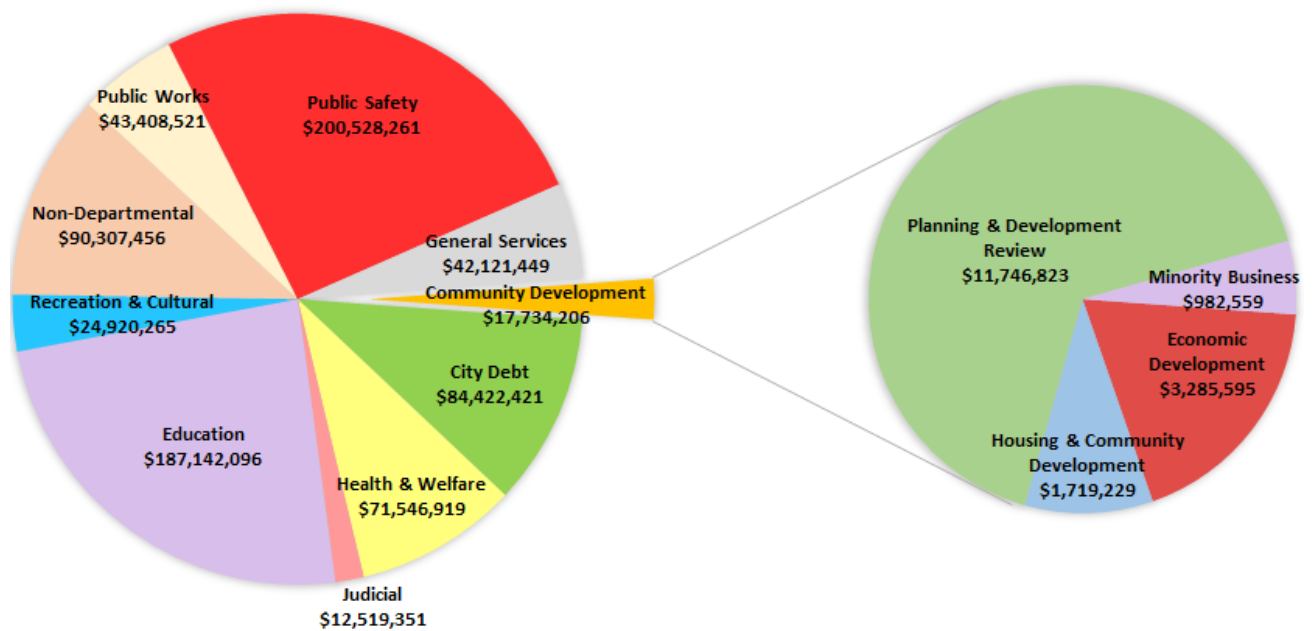 Public Works
$43,408,521
Public Safety
$200,528,261
Non-Departmental
$90,307,456
General Services
$42,121,449
Recreation & Cultural
$24,920,265
Community Development
$17,734,206
City Debt
$84,422,421
Education
$187,142,096
Health & Welfare
$71,546,919
Judicial
$12,519,351
Planning & Development
Review
$11,746,823
Minority Business
$982,559
Economic
Development
$3,285,595
Housing & Community
Development
$1,719,229